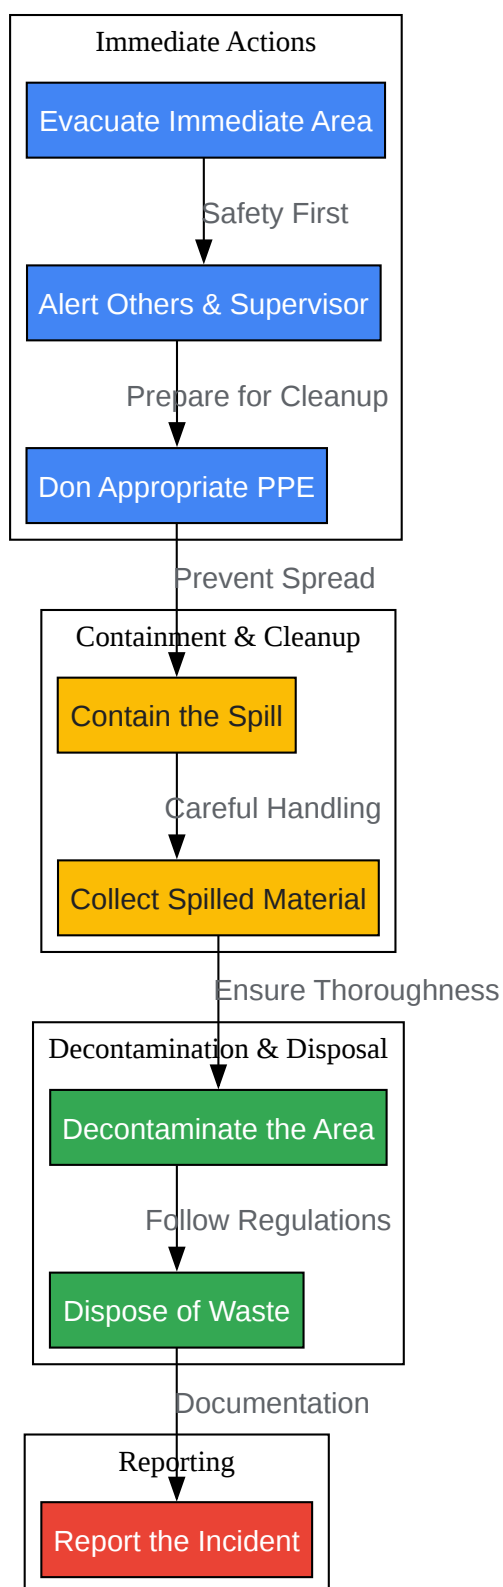 Immediate Actions
Evacuate Immediate Area
Safety First
Alert Others & Supervisor
Prepare for Cleanup
Don Appropriate PPE
Prevent Spread
Containment & Cleanup
Contain the Spill
Careful Handling
Collect Spilled Material
Ensure Thoroughness
Decontamination & Disposal
Decontaminate the Area
Follow Regulations
Dispose of Waste
Documentation
Reporting
Report the Incident